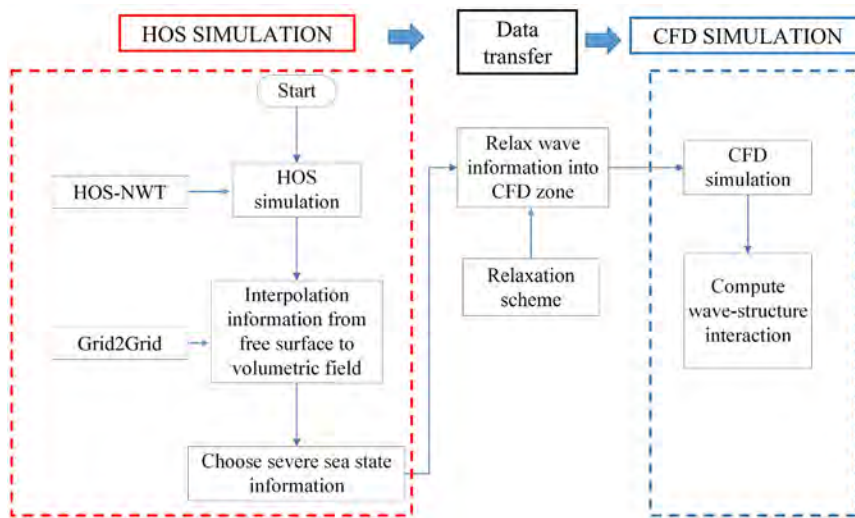 HOS SIMULATION
Data
transfer
CFD SIMULATION
Start
HOS-NWT
HOS
simulation
Grid2Grid
Interpolation
information from
free surface to
volumetric field
Choose severe sea state
information
Relax wave
information into
CFD zone
Relaxation
scheme
CFD
simulation
Compute
wave-structure
interaction